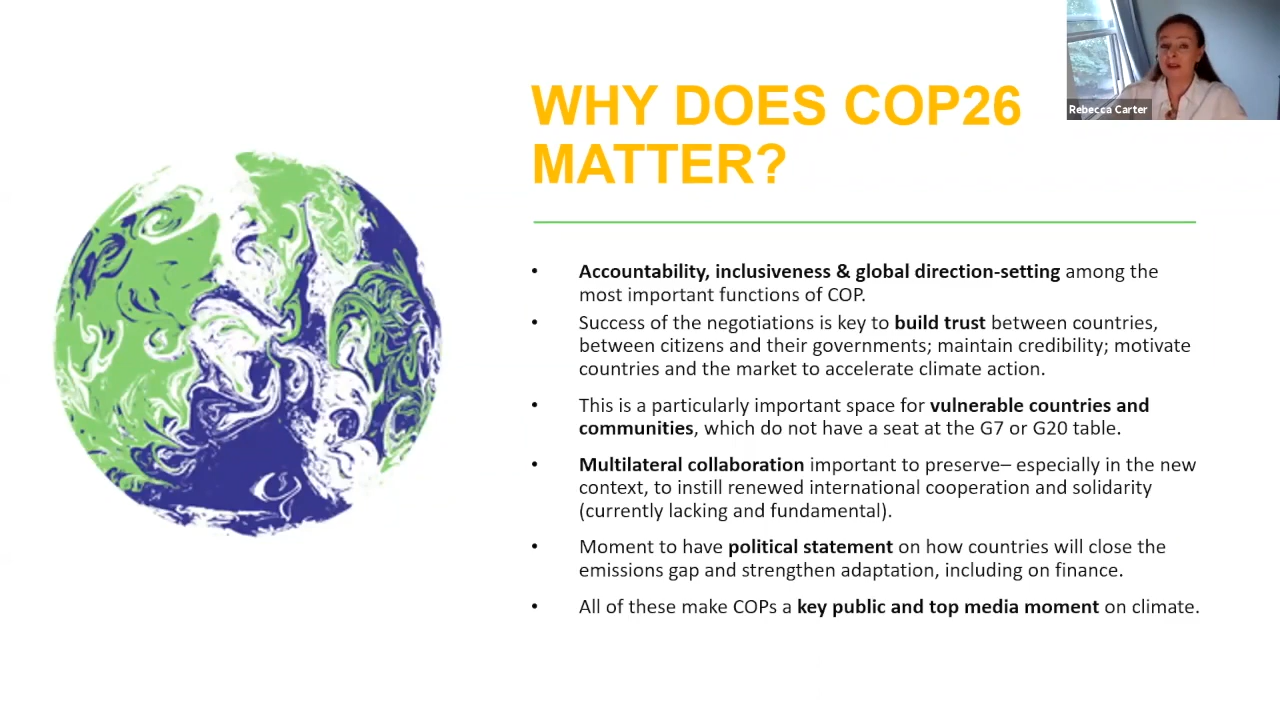 Rebecca Carter
WHY DOES COP26
MATTER?
• Accountability, inclusiveness & global direction-setting among the
most important functions of COP.
• Success of the negotiations is key to build trust between countries,
between citizens and their governments; maintain credibility; motivate
countries and the market to accelerate climate action.
• This is a particularly important space for vulnerable countries and
communities, which do not have a seat at the G7 or G20 table.
• Multilateral collaboration important to preserve– especially in the new
context, to instill renewed international cooperation and solidarity
(currently lacking and fundamental).
• Moment to have political statement on how countries will close the
emissions gap and strengthen adaptation, including on finance.
• All of these make COPs a key public and top media moment on climate.